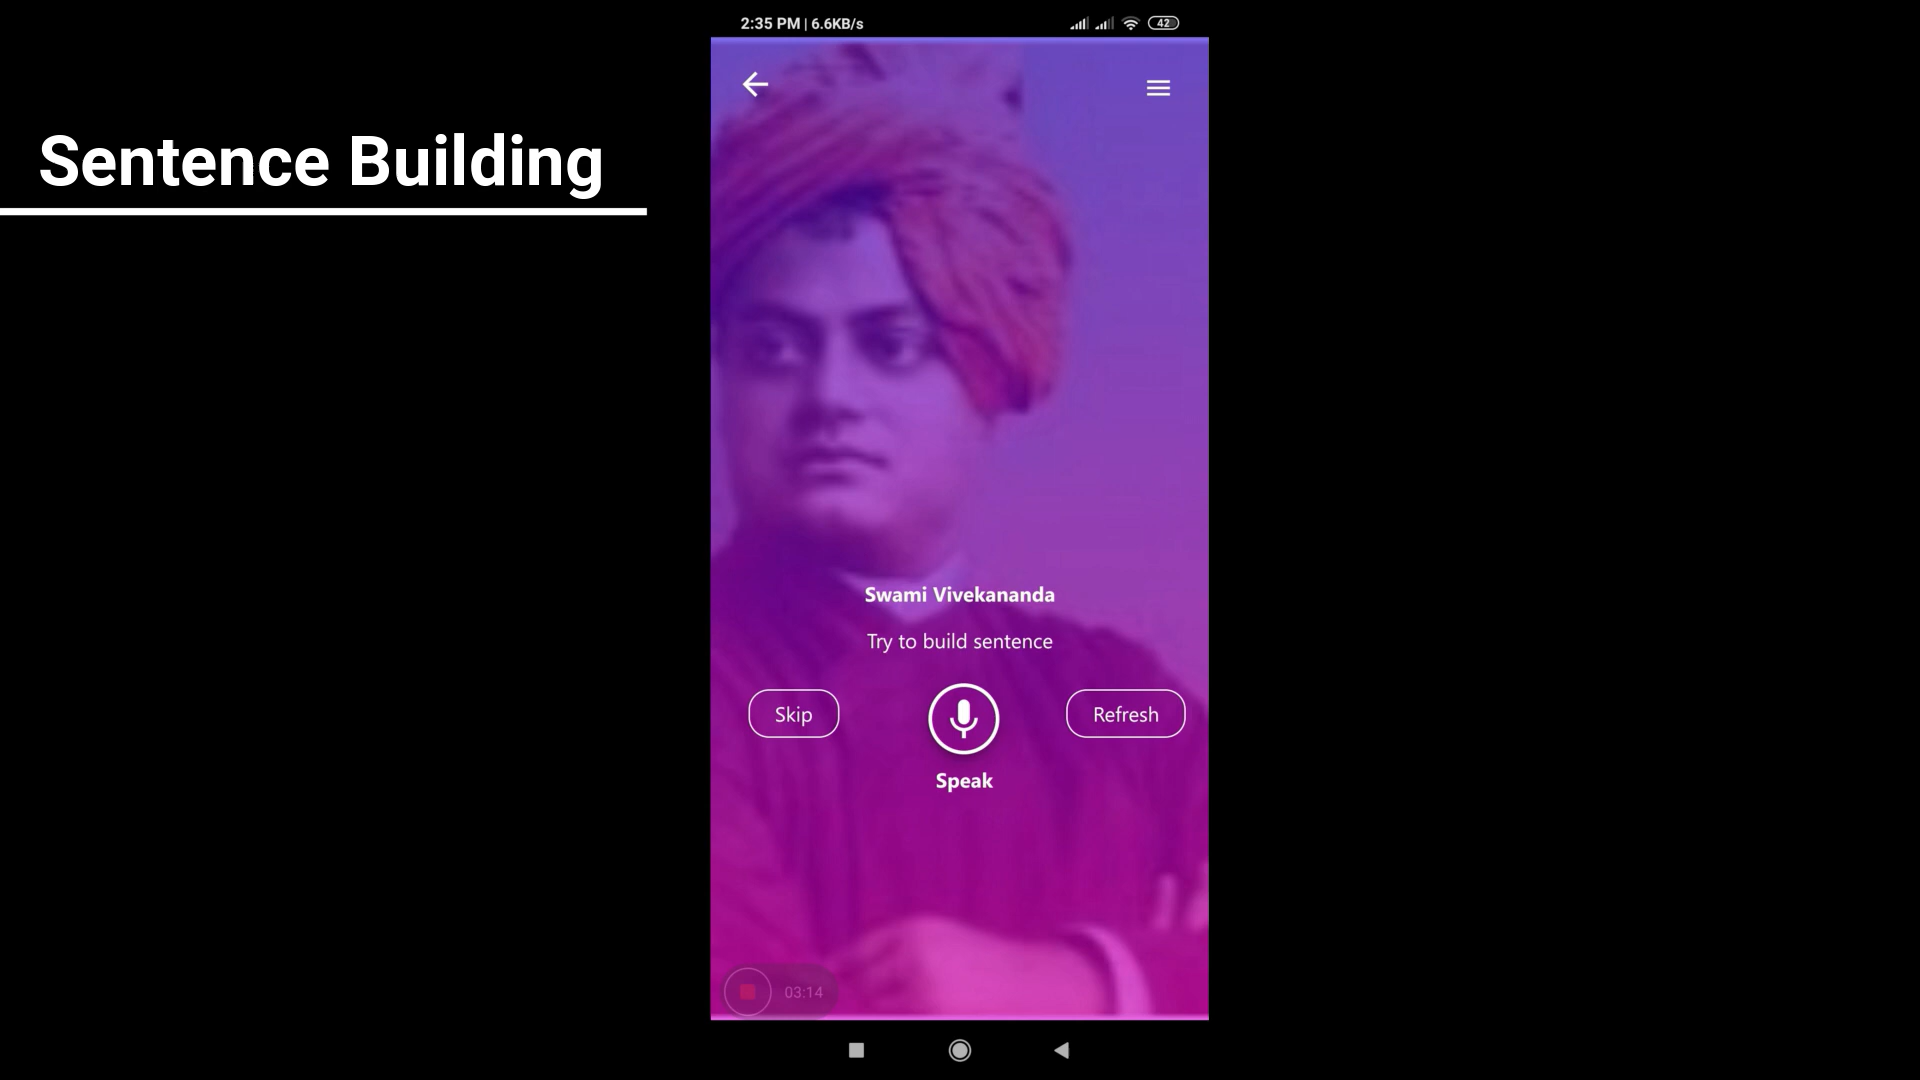 2:35 PM | 6.6KB/s
42
Sentence Building
Swami Vivekananda
Try to build sentence
Skip
Refresh
Speak
03:14